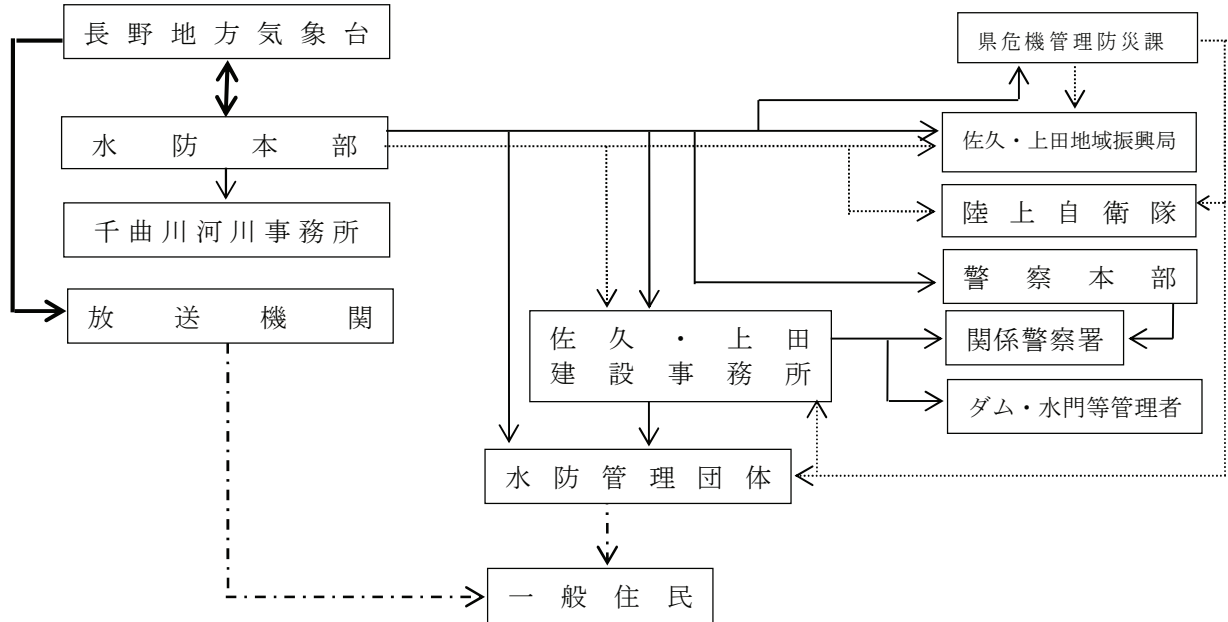 長野地方気象台
県危機管理防災課
水防本部
佐久・上田地域振興局
千曲川河川事務所
陸上自衛隊
警察本部
放送機関
佐久・上田
建設事務所
関係警察署
ダム・水門等管理者
水防管理団体
一般住民